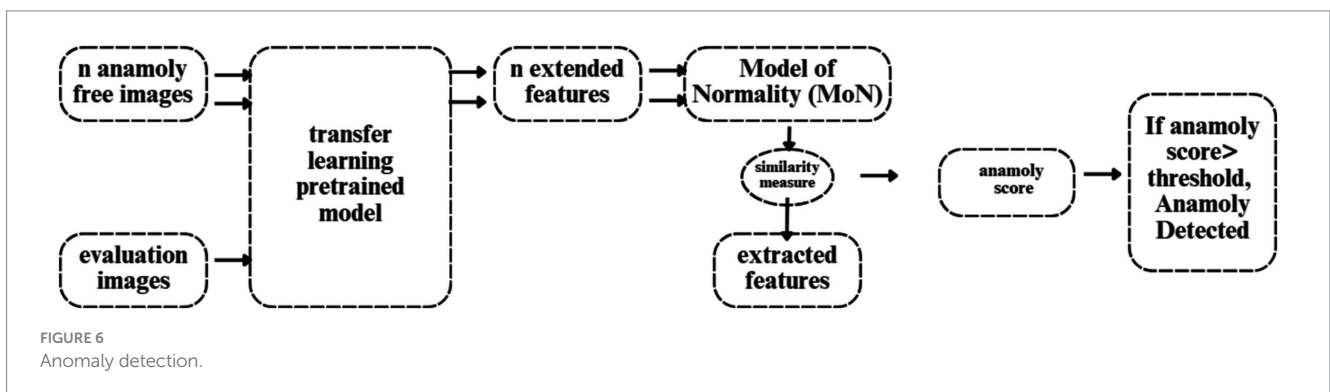 n anamoly
free images
evaluation
images
transfer
learning
pretrained
model
n extended
features
Model of
Normality (MoN)
similarity
measure
extracted
features
anamoly
score
If anamoly
score>
threshold,
Anamoly
Detected
FIGURE 6
Anomaly detection.